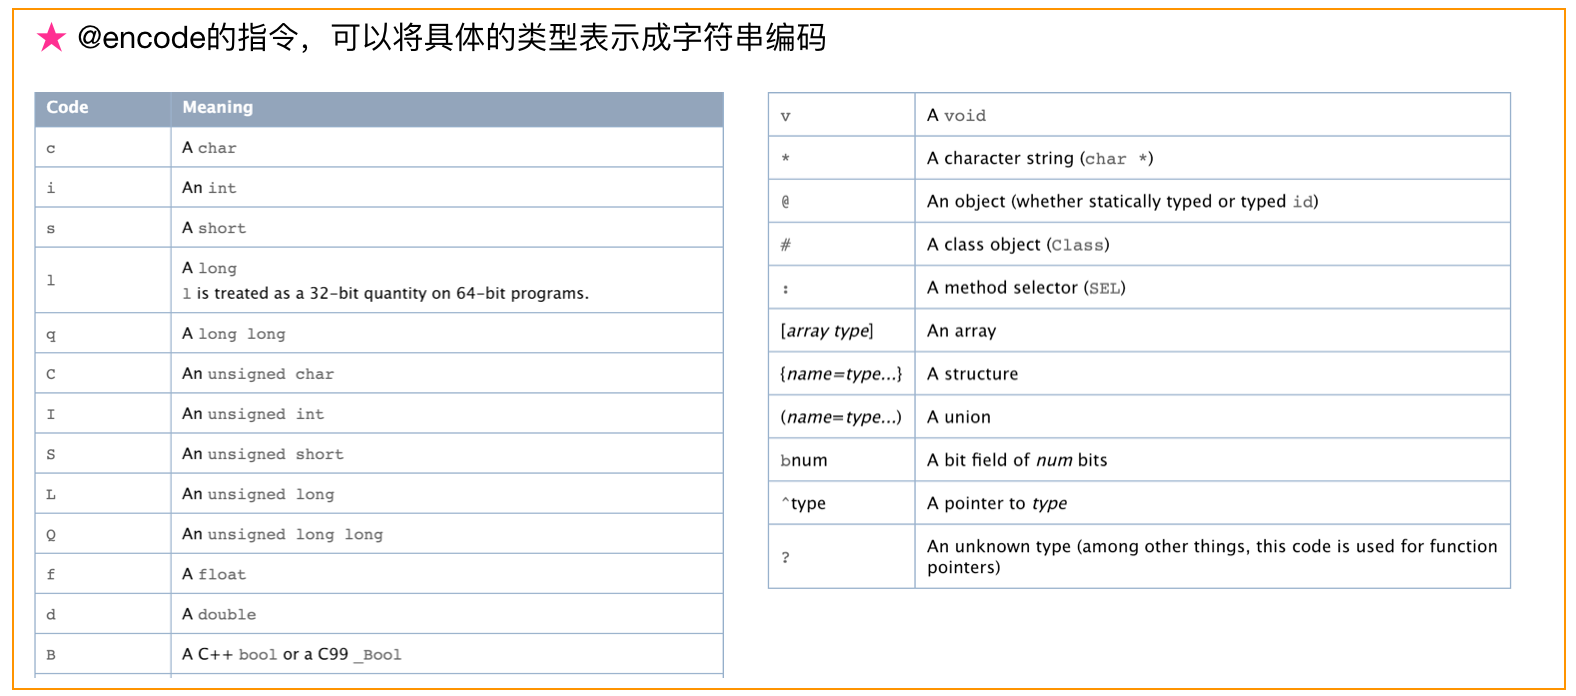 ★ @encode的指令，可以将具体的类型表示成字符串编码
Code Meaning
c A char
i An int
s A short
l A long
l is treated as a 32-bit quantity on 64-bit programs.
q A long long
C An unsigned char
I An unsigned int
S An unsigned short
L An unsigned long
Q An unsigned long long
f A float
d A double
B A C++ bool or a C99 _Bool
v A void
* A character string (char *)
@ An object (whether statically typed or typed id)
# A class object (Class)
: A method selector (SEL)
[array type] An array
{name=type...} A structure
(name=type...) A union
bnum A bit field of num bits
^type A pointer to type
? An unknown type (among other things, this code is used for function
pointers)